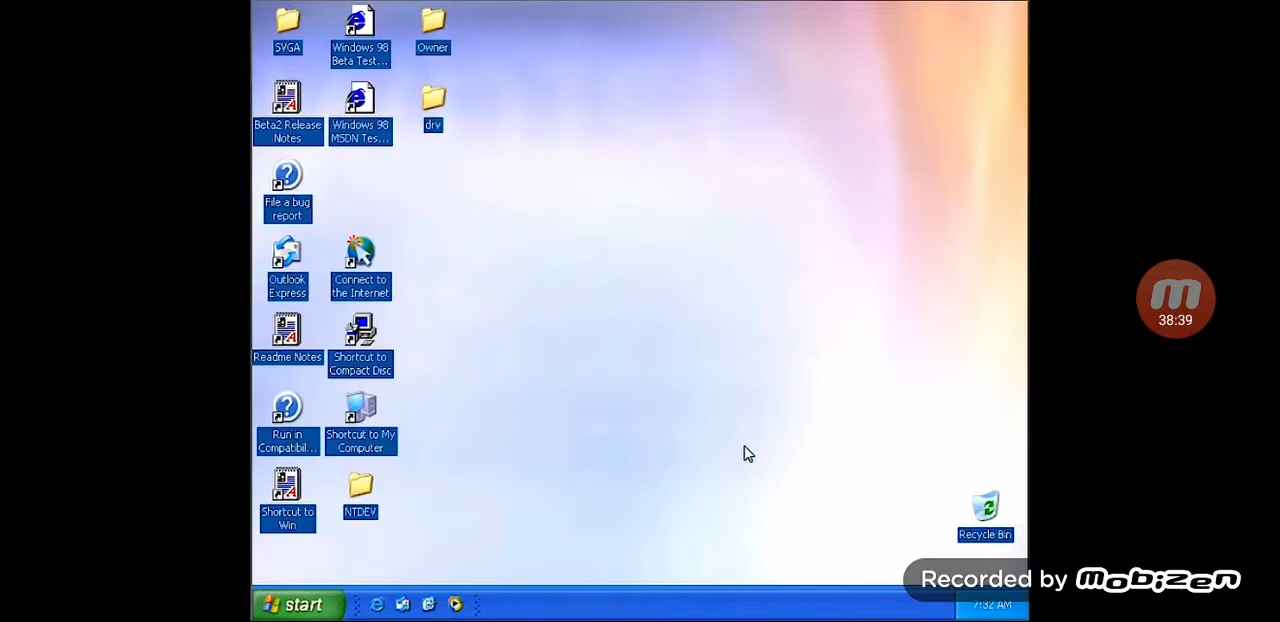 SVGA
Windows 98
Beta Test...
Owner
Beta2 Release
Notes
Windows 98
MSDN Tes...
drv
File a bug
report
Outlook
Express
Connect to
the Internet
Readme Notes
Shortcut to
Compact Disc
Run in
Compatibil...
Shortcut to My
Computer
Shortcut to
Win
NTDEV
Recycle Bin
start
7:32 AM
38:39
Recorded by mobizen